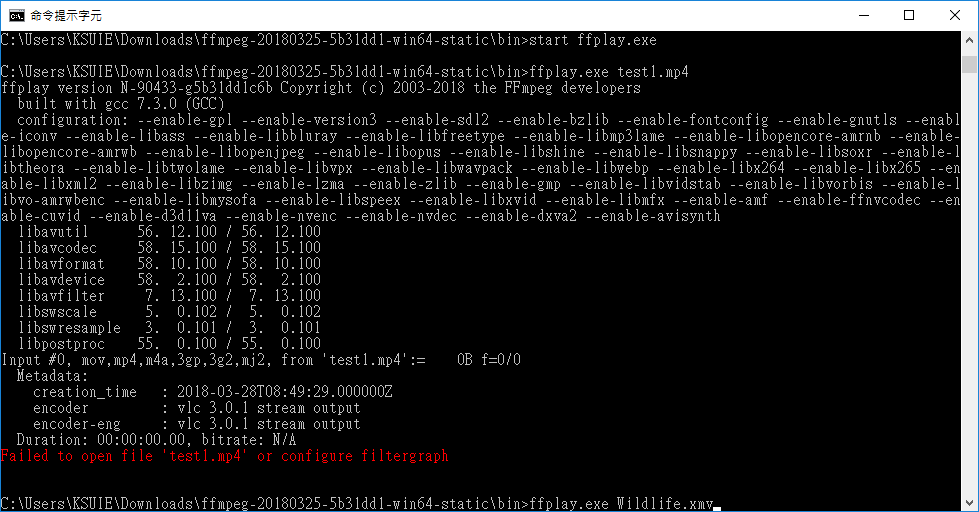 命令提示字元
C:\Users\KSUIE\Downloads\ffmpeg-20180325-5b31dd1-win64-static\bin>start ffplay.exe
C:\Users\KSUIE\Downloads\ffmpeg-20180325-5b31dd1-win64-static\bin>ffplay.exe test1.mp4
ffplay version N-90433-g5b31dd1c6b Copyright (c) 2003-2018 the FFmpeg developers
built with gcc 7.3.0 (GCC)
configuration: --enable-gpl --enable-version3 --enable-sdl2 --enable-bzlib --enable-fontconfig --enable-gnutls --enabl
e-iconv --enable-libass --enable-libbluray --enable-libfreetype --enable-libmp3lame --enable-libopencore-amrnb --enable-
libopencore-amrwb --enable-libopenjpeg --enable-libopus --enable-libshine --enable-libsnappy --enable-libsoxr --enable-l
ibtheora --enable-libtwolame --enable-libvpx --enable-libwavpack --enable-libwebp --enable-libx264 --enable-libx265 --en
able-libxml2 --enable-libzimg --enable-lzma --enable-zlib --enable-gmp --enable-libvidstab --enable-libvorbis --enable-l
ibvo-amrwbenc --enable-libmysofa --enable-libspeex --enable-libxvid --enable-libmfx --enable-amf --enable-ffnvcodec --en
able-cuvid --enable-d3d11va --enable-nvenc --enable-nvdec --enable-dxva2 --enable-avisynth
libavutil 56. 12.100 / 56. 12.100
libavcodec 58. 15.100 / 58. 15.100
libavformat 58. 10.100 / 58. 10.100
libavdevice 58. 2.100 / 58. 2.100
libavfilter 7. 13.100 / 7. 13.100
libswscale 5. 0.102 / 5. 0.102
libswresample 3. 0.101 / 3. 0.101
libpostproc 55. 0.100 / 55. 0.100
Input #0, mov,mp4,m4a,3gp,3g2,mj2, from 'test1.mp4':= 0B f=0/0
Metadata:
creation_time : 2018-03-28T08:49:29.000000Z
encoder : vlc 3.0.1 stream output
encoder-eng : vlc 3.0.1 stream output
Duration: 00:00:00.00, bitrate: N/A
Failed to open file 'test1.mp4' or configure filtergraph
C:\Users\KSUIE\Downloads\ffmpeg-20180325-5b31dd1-win64-static\bin>ffplay.exe Wildlife.xmv